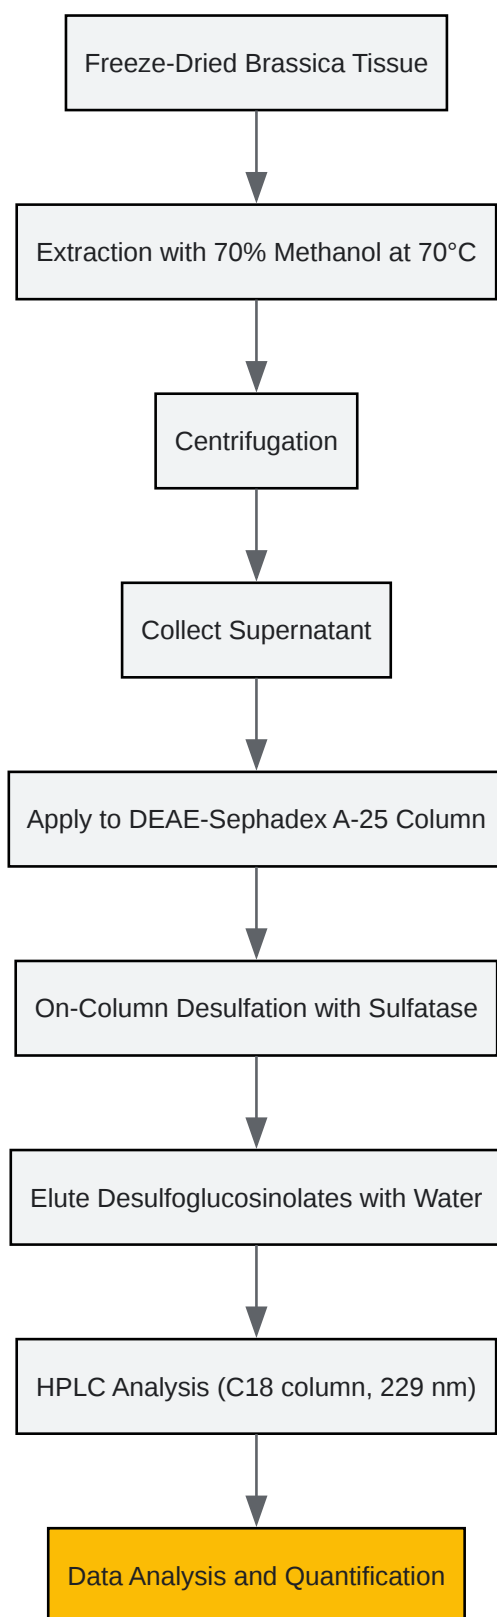 Freeze-Dried Brassica Tissue
Extraction with 70% Methanol at 70°C
Centrifugation
Collect Supernatant
Apply to DEAE-Sephadex A-25 Column
On-Column Desulfation with Sulfatase
Elute Desulfoglucosinolates with Water
HPLC Analysis (C18 column, 229 nm)
Data Analysis and Quantification